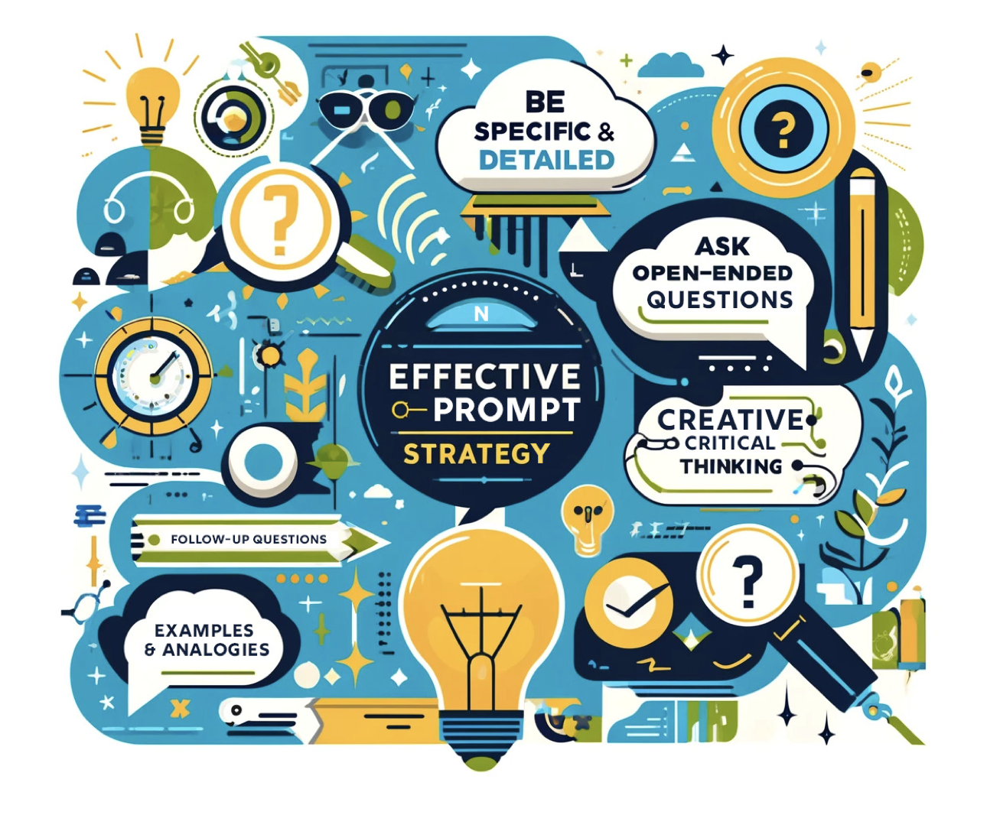 BE
SPECIFIC &
DETAILED
?
?
ASK
OPEN-ENDED
QUESTIONS
N
EFFECTIVE
PROMPT
STRATEGY
CREATIVE
CRITICAL
THINKING
FOLLOW-UP QUESTIONS
?
EXAMPLES
& ANALOGIES